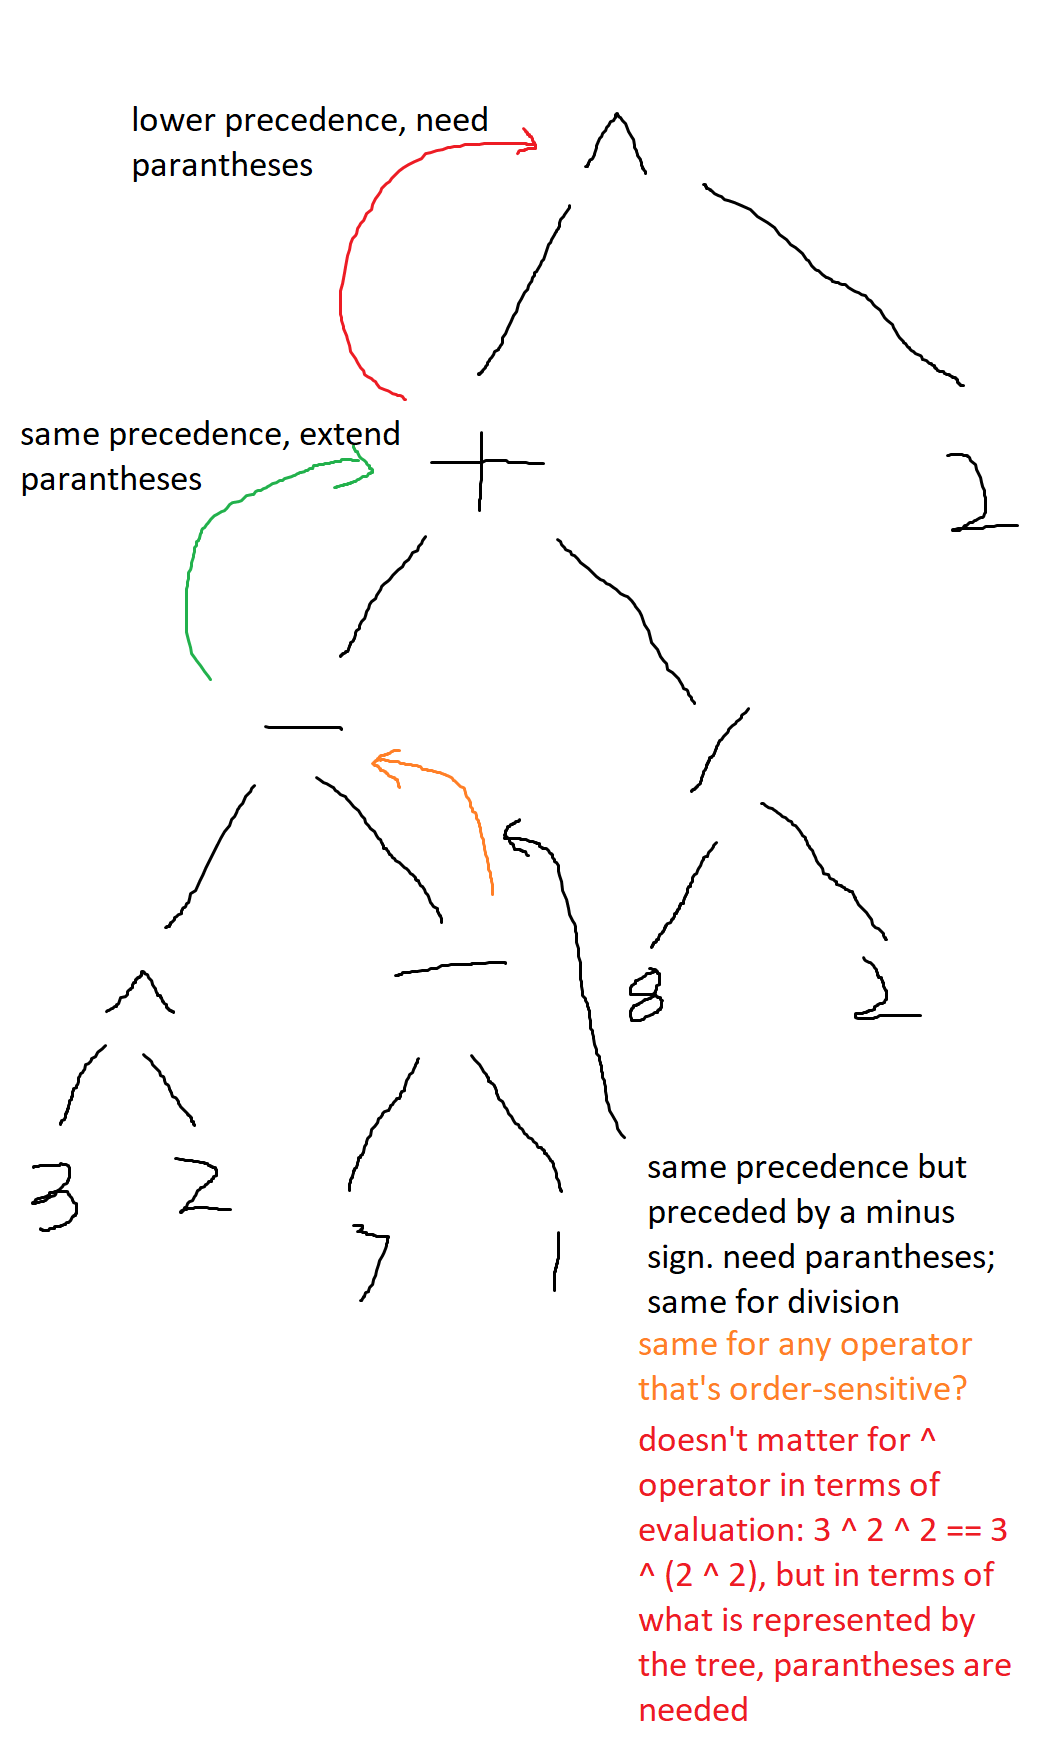 lower precedence, need
parantheses
^
same precedence, extend
parantheses
+
2
-
/
^
-
8
2
3
2
7
1
same precedence but
preceded by a minus
sign. need parantheses;
same for division
same for any operator
that's order-sensitive?
doesn't matter for ^
operator in terms of
evaluation: 3 ^ 2 ^ 2 == 3
^ (2 ^ 2), but in terms of
what is represented by
the tree, parantheses are
needed